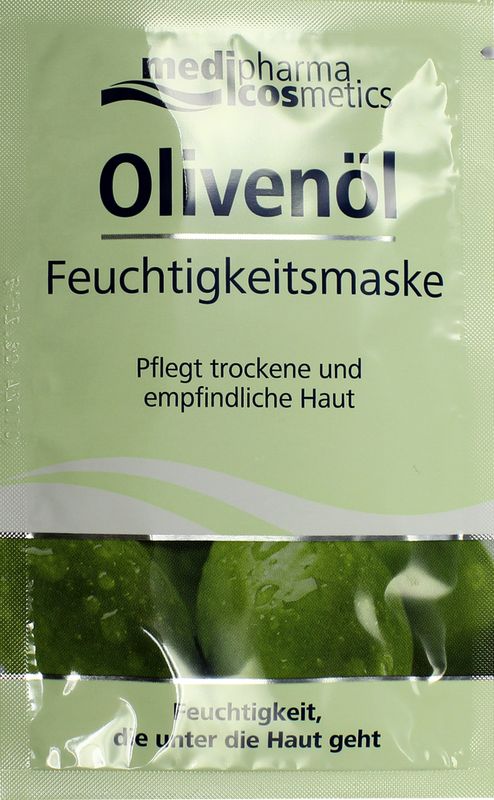 medipharma
cosmetics
Olivenöl
Feuchtigkeitsmaske
Pflegt trockene und
empfindliche Haut
Feuchtigkeit,
die unter die Haut geht